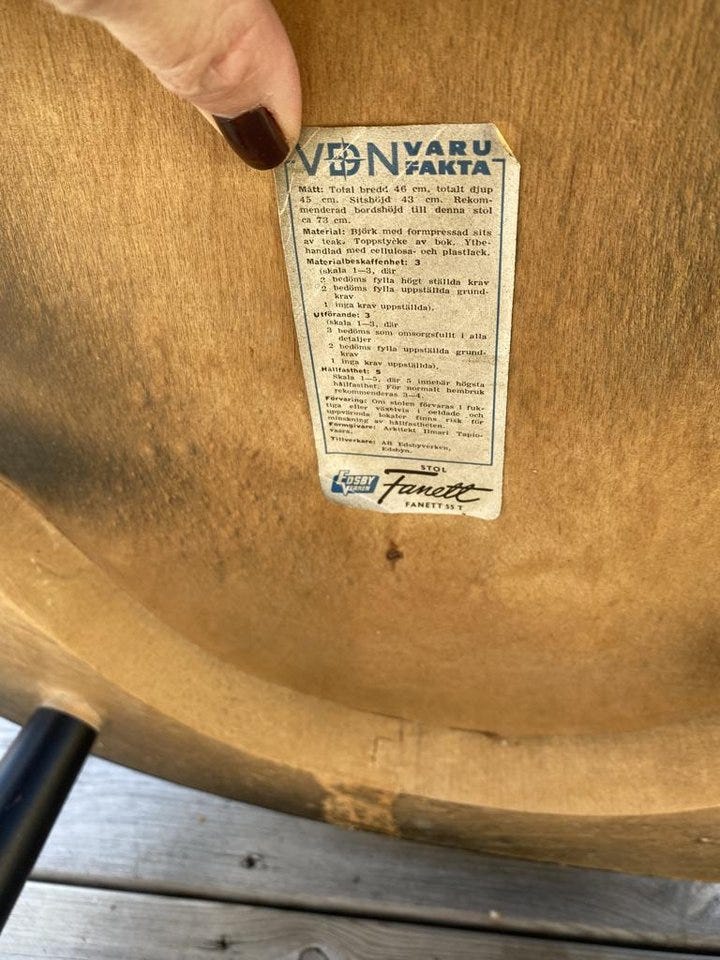 VDN VARU
FAKTA
Mått: Total bredd 46 cm, totalt djup
45 cm. Sitshöjd 43 cm. Rekom-
menderad bordshöjd till denna stol
ca 73 cm.
Material: Björk med formpressad sits
av teak. Toppstycke av bok. Ytbe-
handlad med cellulosa- och plastlack.
Materialbeskaffenhet: 3
(skala 1—3, där
3 bedöms fylla högt ställda krav
2 bedöms fylla uppställda grund-
krav
1 inga krav uppställda).
Utförande: 3
(skala 1—3, där
3 bedöms som omsorgsfullt i alla
detaljer
2 bedöms fylla uppställda grund-
krav
1 inga krav uppställda).
Hållfasthet: 5
Skala 1—5, där 5 innebär högsta
hållfasthet. För normalt hembruk
rekommenderas 3—4.
Förvaring: Om stolen förvaras i fuk-
tiga eller växelvis i oeldade och
uppvärmda lokaler finns risk för
minskning av hållfastheten.
Formgivare: Arkitekt Ilmari Tapio-
vaara.
Tillverkare: AB Edsbyverken,
Edsbyn.
EDSBY
VERKEN
STOL
Fanett
FANETT 55 T